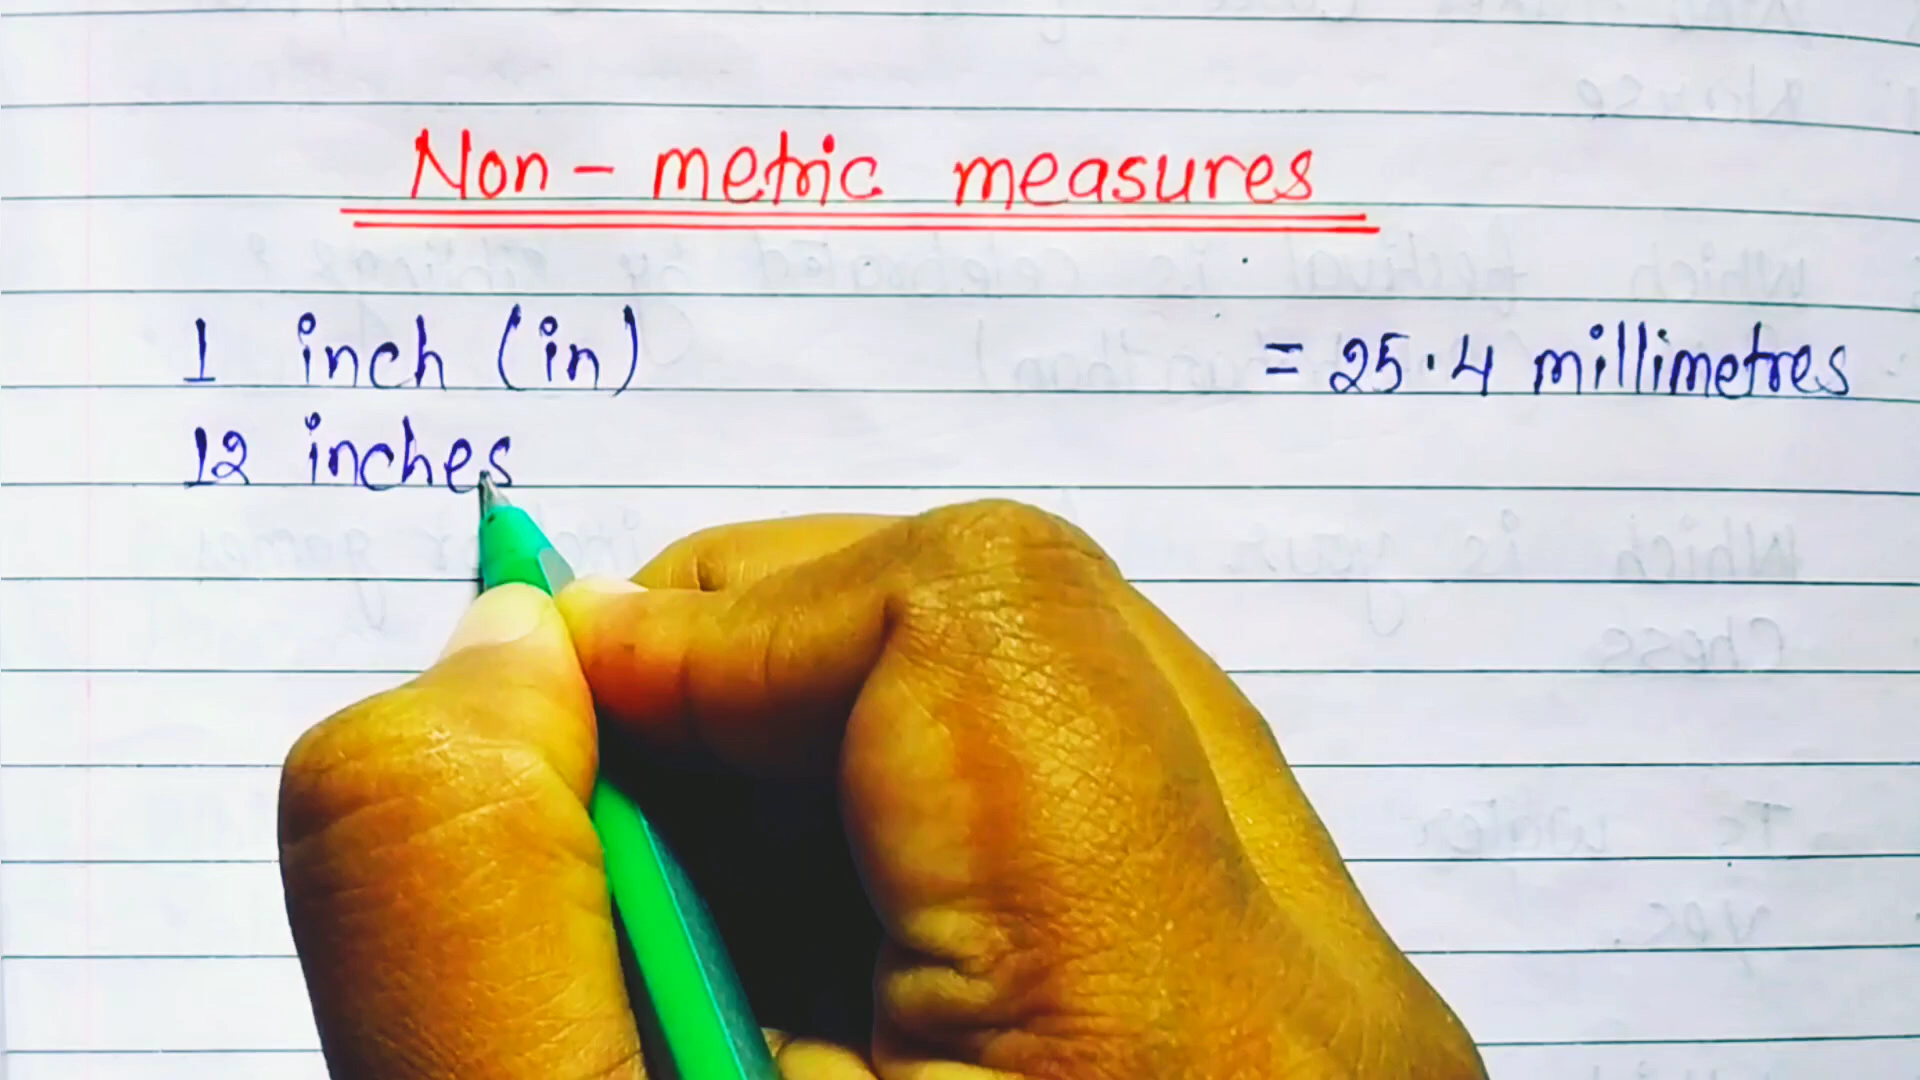 Non-metric measures
1 inch (in) = 25.4 millimetres
12 inches